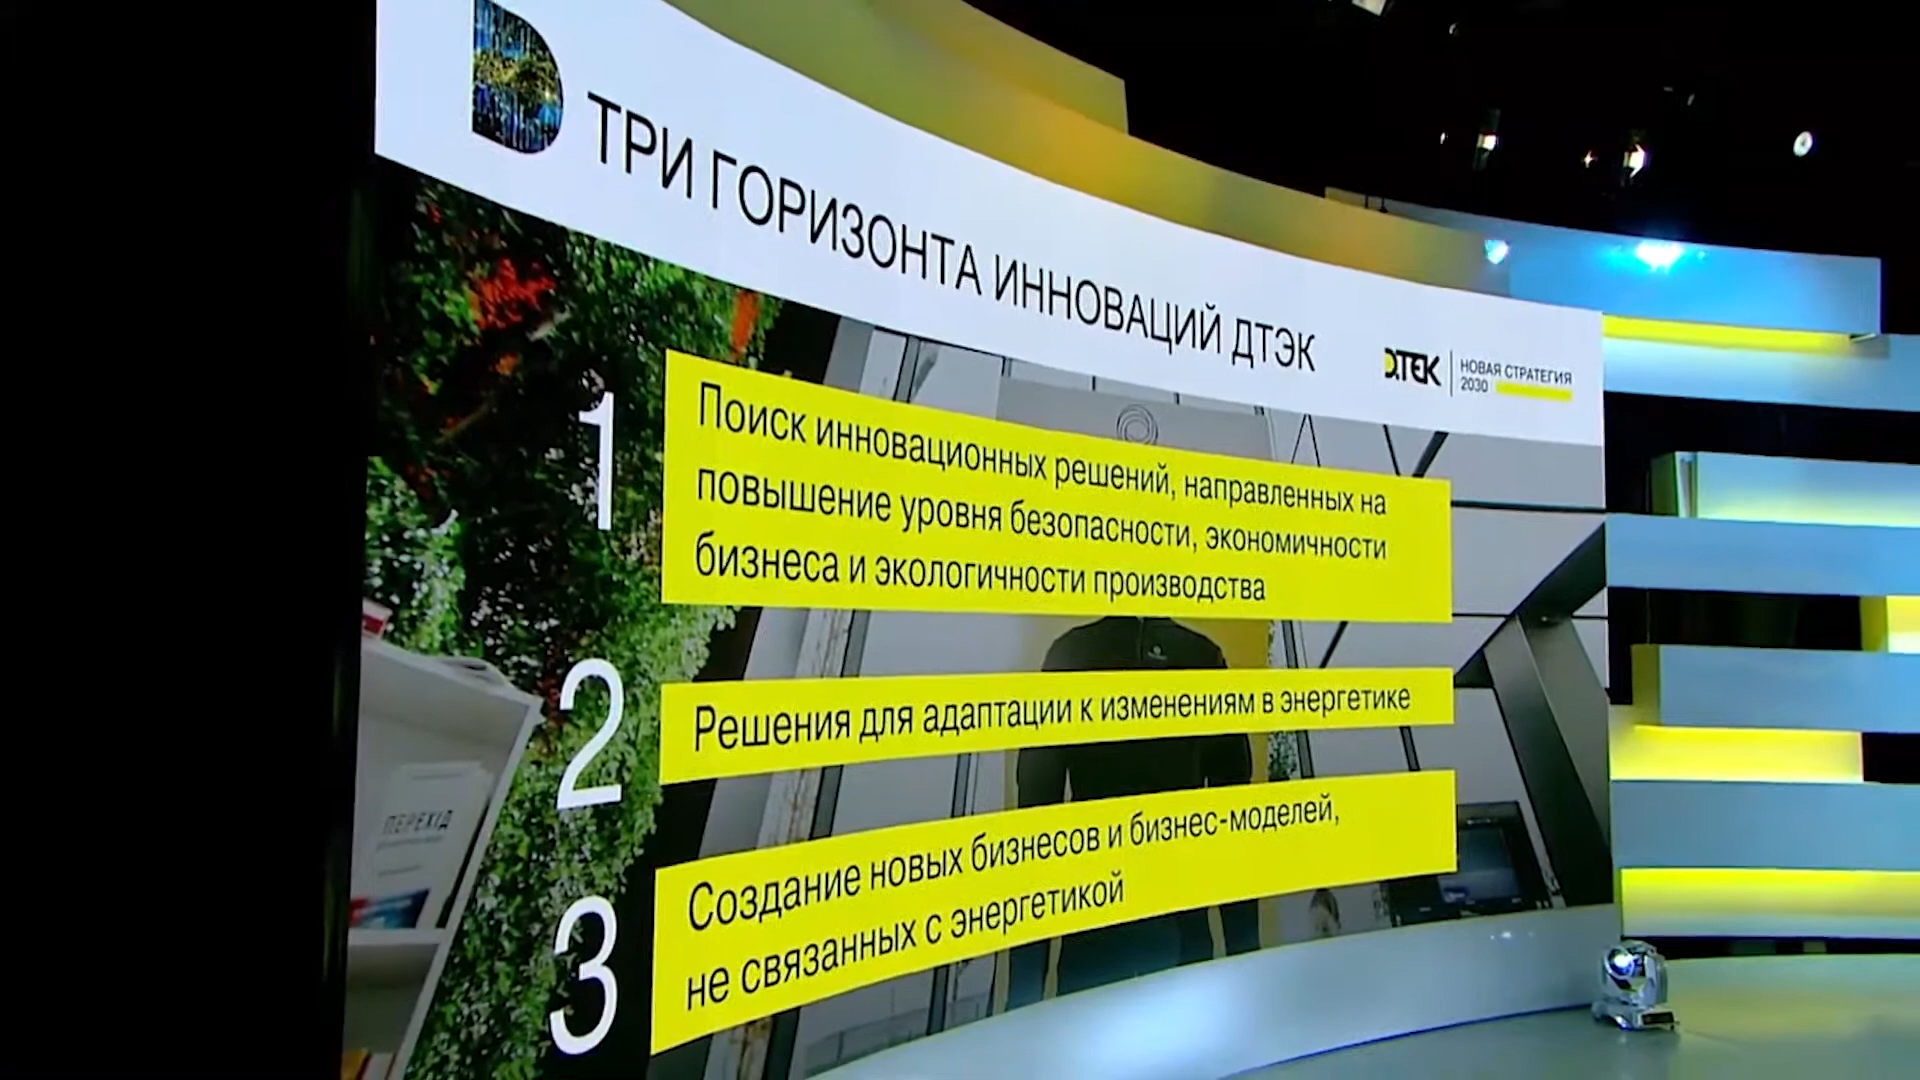 ТРИ ГОРИЗОНТА ИННОВАЦИЙ ДТЭК
D.TEK
НОВАЯ СТРАТЕГИЯ
2030
1
Поиск инновационных решений, направленных на
повышение уровня безопасности, экономичности
бизнеса и экологичности производства
2
Решения для адаптации к изменениям в энергетике
3
Создание новых бизнесов и бизнес-моделей,
не связанных с энергетикой
ПЕРЕХІД